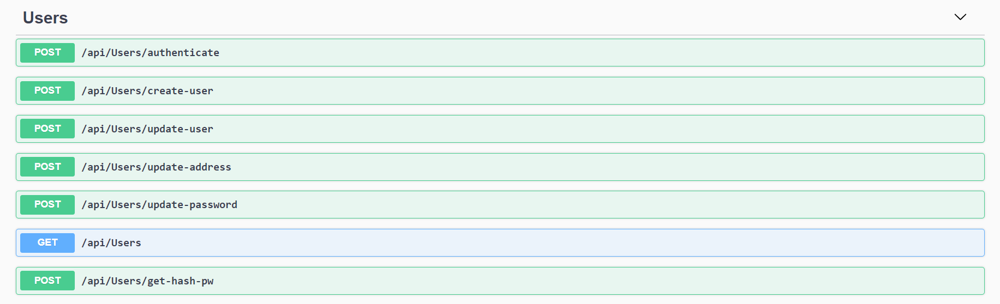 Users
POST /api/Users/authenticate
POST /api/Users/create-user
POST /api/Users/update-user
POST /api/Users/update-address
POST /api/Users/update-password
GET /api/Users
POST /api/Users/get-hash-pw